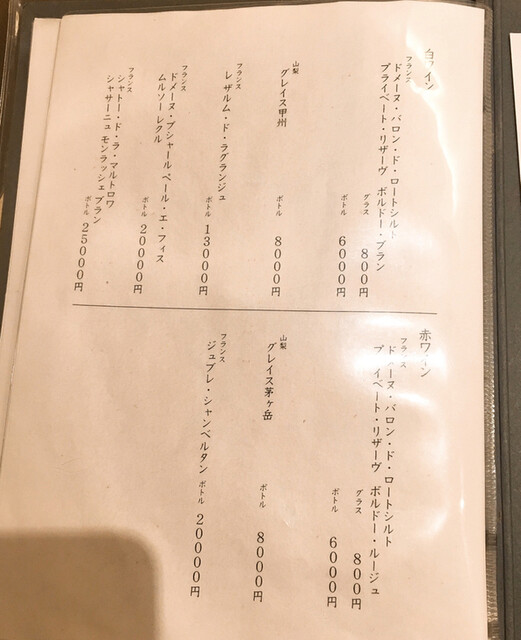 白ワイン
フランス
ドメーヌ・バロン・ド・ロートシルト
プライベート・リザーヴ ボルドー・ブラン
グラス 800円
ボトル 6000円
山梨
グレイス甲州
ボトル 8000円
フランス
レ ザルム・ド・ラグランジュ
ボトル 13000円
フランス
ドメーヌ・ブシャール ペール・エ・フィス
ムルソー レクル
ボトル 20000円
フランス
シャトー・ド・ラ・マルトロワ
シャサーニュ モンラッシェ ブラン
ボトル 25000円
赤ワイン
フランス
ドメーヌ・バロン・ド・ロートシルト
プライベート・リザーヴ ボルドー・ルージュ
グラス 800円
ボトル 6000円
山梨
グレイス茅ヶ岳
ボトル 8000円
フランス
ジュブレ・シャンベルタン
ボトル 20000円